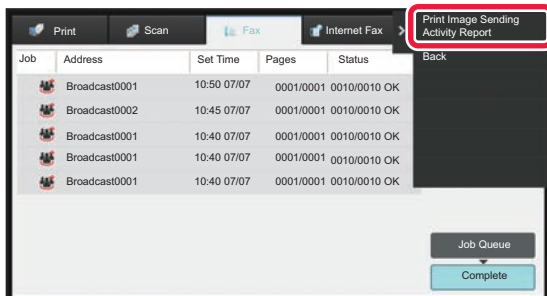 Print
Scan
Fax
Internet Fax
Print Image Sending
Activity Report
Back
Job Address Set Time Pages Status
Broadcast0001 10:50 07/07 0001/0001 0010/0010 OK
Broadcast0002 10:45 07/07 0001/0001 0010/0010 OK
Broadcast0001 10:40 07/07 0001/0001 0010/0010 OK
Broadcast0001 10:40 07/07 0001/0001 0010/0010 OK
Broadcast0001 10:40 07/07 0001/0001 0010/0010 OK
Job Queue
Complete